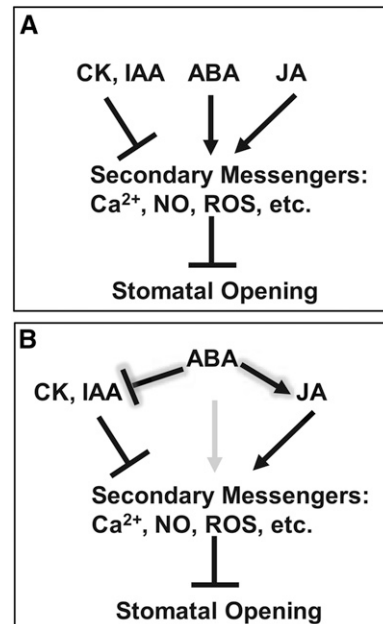 A
CK, IAA ABA JA
Secondary Messengers:
Ca²⁺, NO, ROS, etc.
Stomatal Opening
B
ABA
CK, IAA JA
Secondary Messengers:
Ca²⁺, NO, ROS, etc.
Stomatal Opening